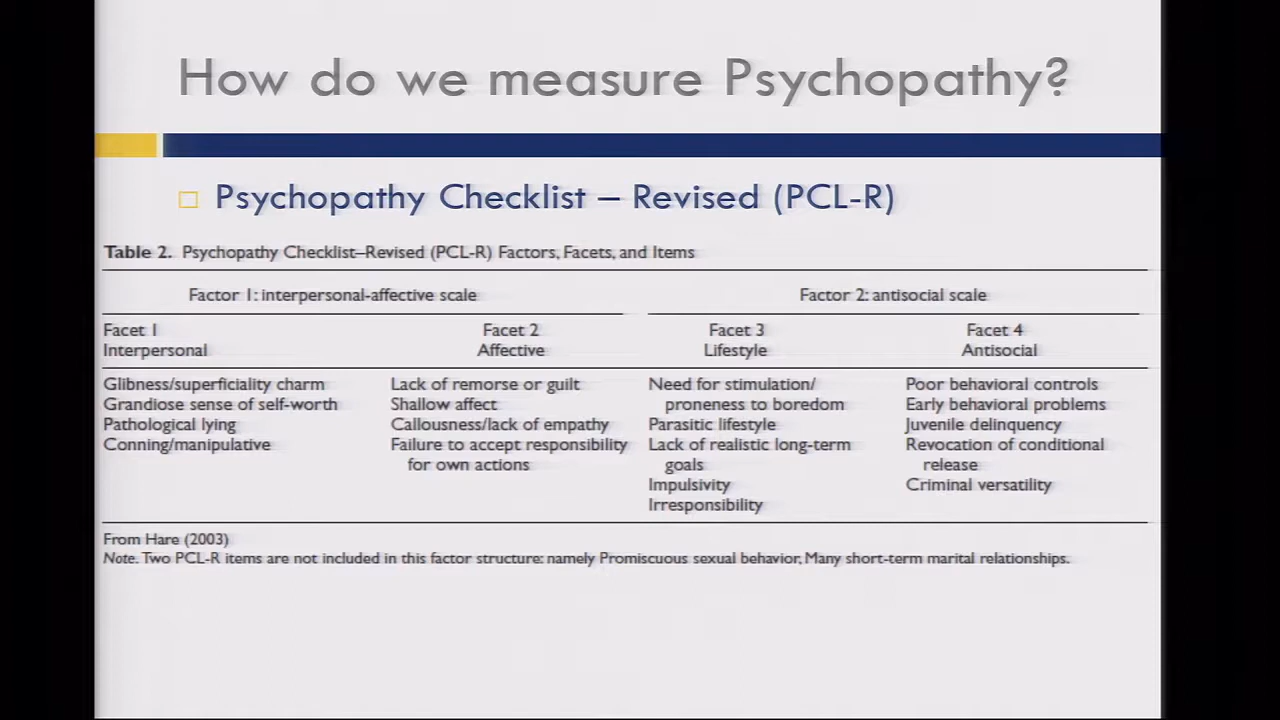 How do we measure Psychopathy?
Psychopathy Checklist – Revised (PCL-R)
Table 2. Psychopathy Checklist–Revised (PCL-R) Factors, Facets, and Items
Factor 1: interpersonal-affective scale
Factor 2: antisocial scale
Facet 1
Interpersonal
Facet 2
Affective
Facet 3
Lifestyle
Facet 4
Antisocial
Glibness/superficiality charm
Grandiose sense of self-worth
Pathological lying
Conning/manipulative
Lack of remorse or guilt
Shallow affect
Callousness/lack of empathy
Failure to accept responsibility
for own actions
Need for stimulation/
proneness to boredom
Parasitic lifestyle
Lack of realistic long-term
goals
Impulsivity
Irresponsibility
Poor behavioral controls
Early behavioral problems
Juvenile delinquency
Revocation of conditional
release
Criminal versatility
From Hare (2003)
Note. Two PCL-R items are not included in this factor structure: namely Promiscuous sexual behavior, Many short-term marital relationships.